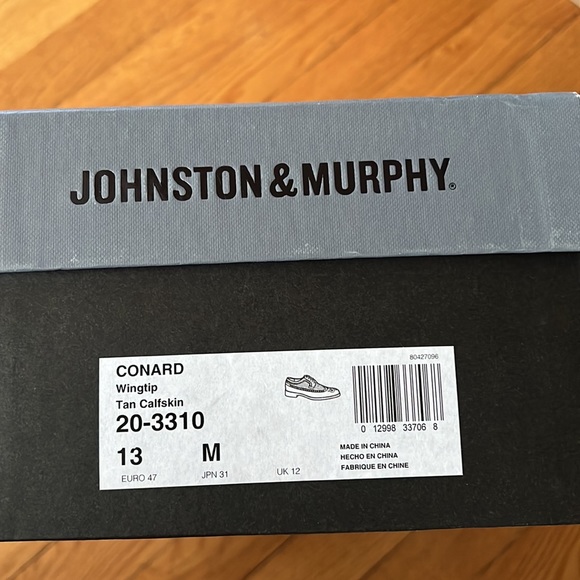 JOHNSTON & MURPHY®
CONARD
Wingtip
Tan Calfskin
20-3310
13 M
EURO 47 JPN 31 UK 12
80427096
0 12998 33706 8
MADE IN CHINA
HECHO EN CHINA
FABRIQUE EN CHINE